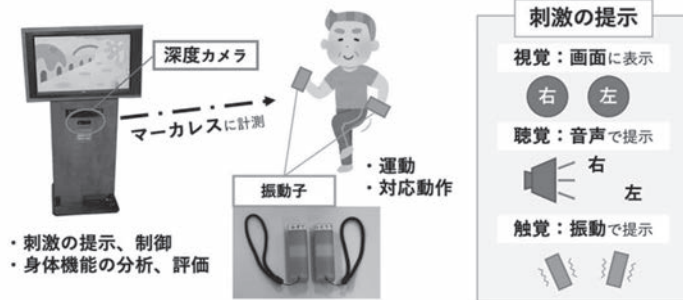 深度カメラ
マーカレスに計測
・刺激の提示、制御
・身体機能の分析、評価
振動子
・運動
・対応動作
刺激の提示
視覚：画面に表示
右 左
聴覚：音声で提示
右
左
触覚：振動で提示